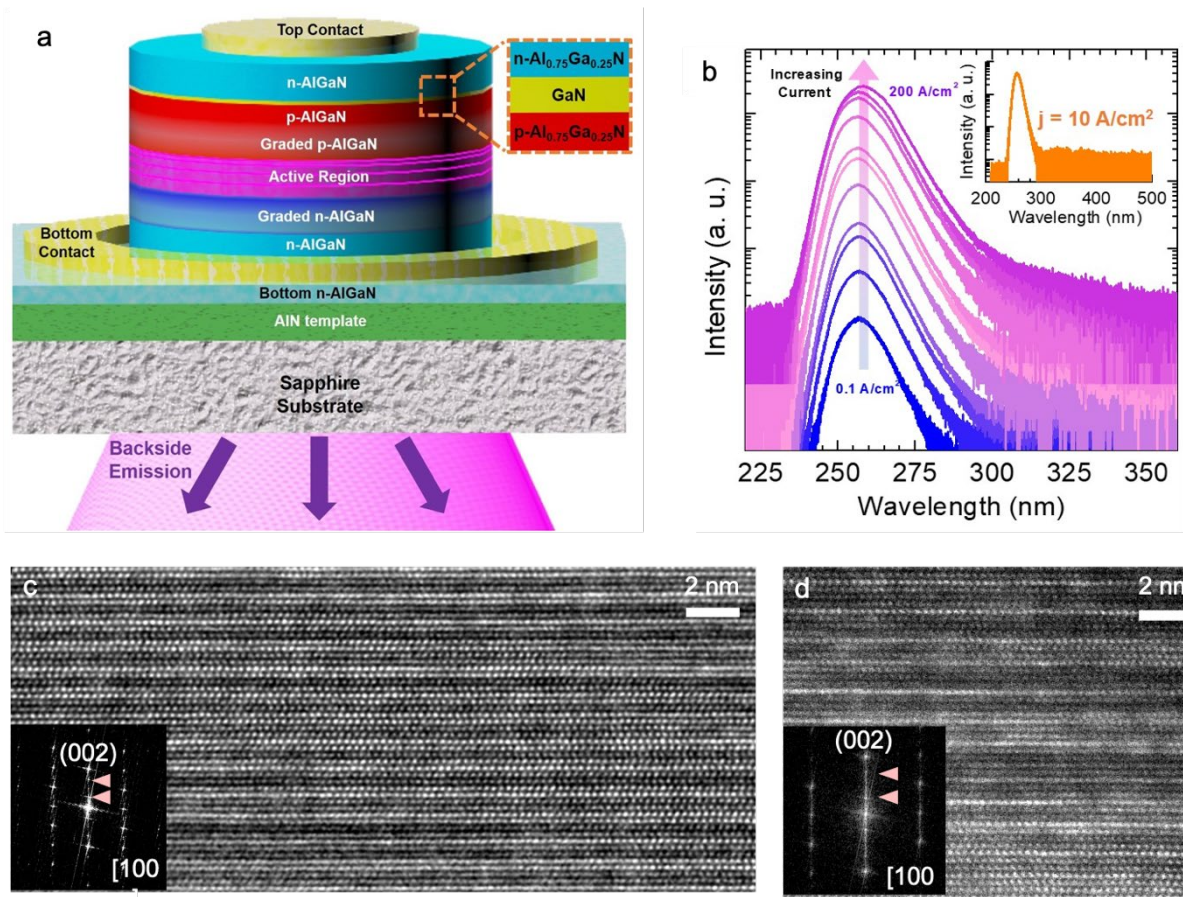 a
Top Contact
n-AlGaN
p-AlGaN
Graded p-AlGaN
Active Region
Graded n-AlGaN
n-AlGaN
Bottom
Contact
Bottom n-AlGaN
AlN template
Sapphire
Substrate
Backside
Emission
n-Al0.75Ga0.25N
GaN
p-Al0.75Ga0.25N
b
Increasing
Current
200 A/cm²
0.1 A/cm²
Intensity (a. u.)
225 250 275 300 325 350
Wavelength (nm)
Intensity (a. u.)
j = 10 A/cm²
200 300 400 500
Wavelength (nm)
c
2 nm
(002)
[100
d
2 nm
(002)
[100